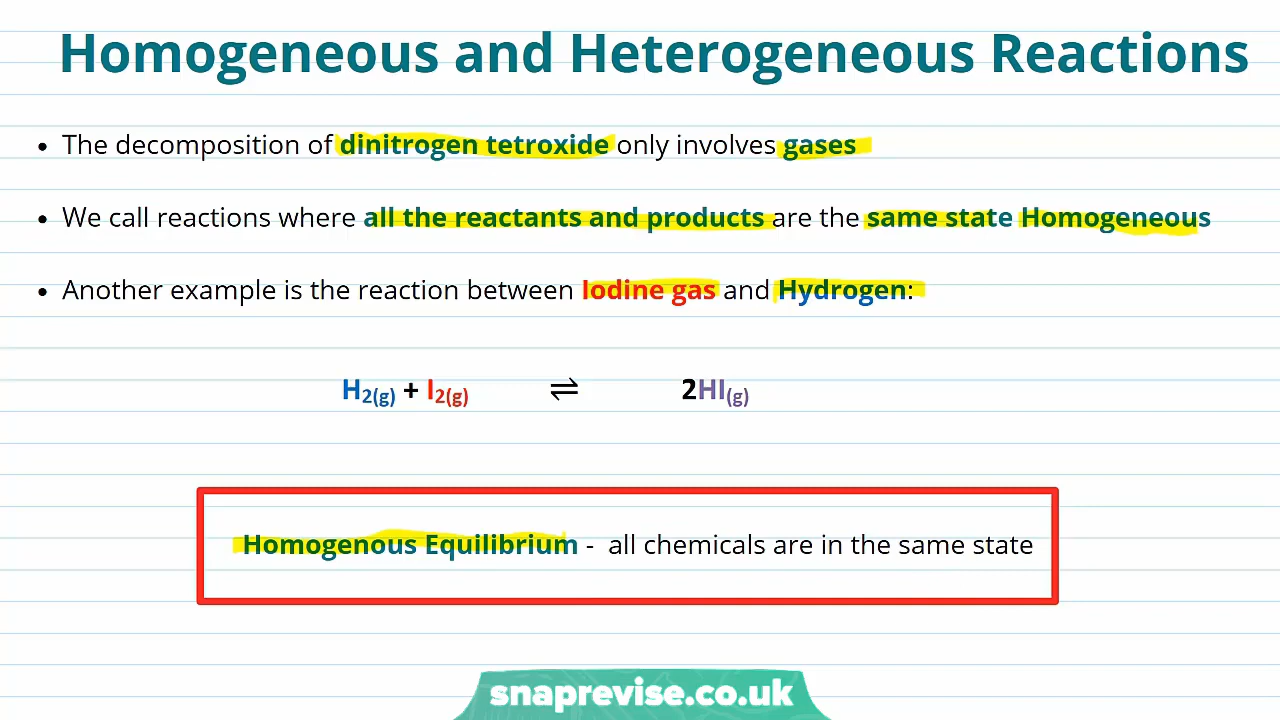 Homogeneous and Heterogeneous Reactions
• The decomposition of dinitrogen tetroxide only involves gases
• We call reactions where all the reactants and products are the same state Homogeneous
• Another example is the reaction between Iodine gas and Hydrogen:
H₂(g) + I₂(g) ⇌ 2HI(g)
Homogenous Equilibrium - all chemicals are in the same state
snaprevise.co.uk